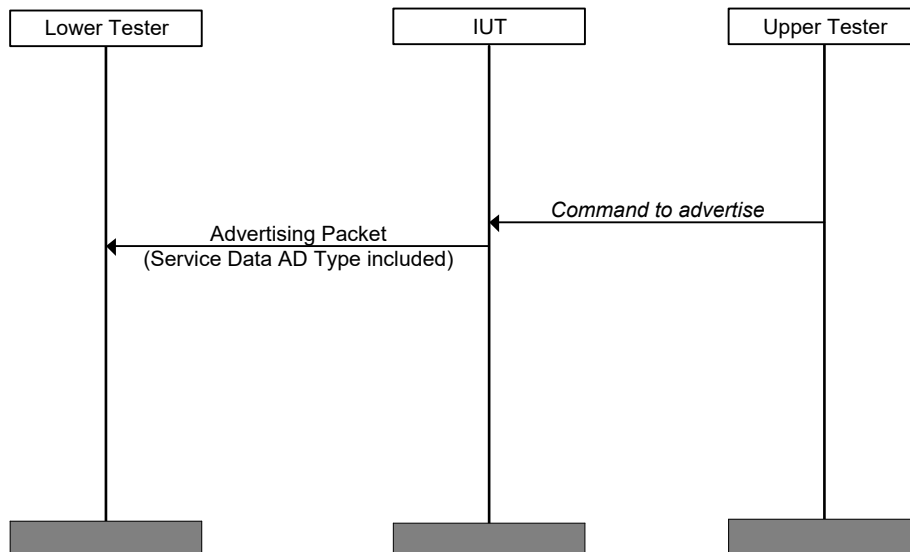 Lower Tester
IUT
Upper Tester
Command to advertise
Advertising Packet
(Service Data AD Type included)